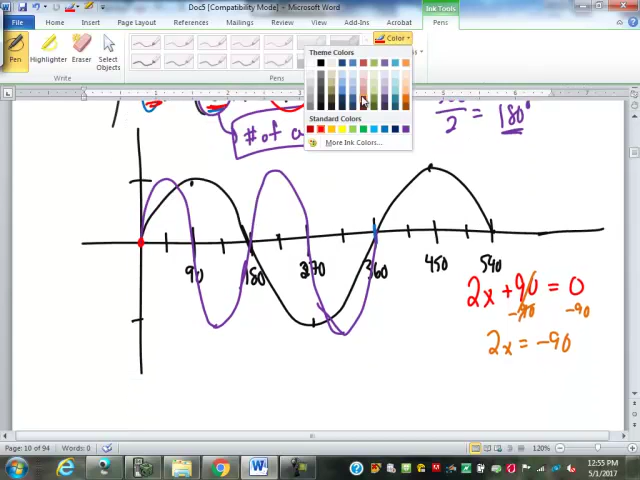 Doc5 [Compatibility Mode] - Microsoft Word
Ink Tools
File Home Insert Page Layout References Mailings Review View Add-Ins Acrobat Pens
Pen Highlighter Eraser Select Objects
Color
Pens
Theme Colors
Standard Colors
More Ink Colors...
# of
2 = 180°
90 180 270 360 450 540
2x + 90 = 0
-90 -90
2x = -90
Page: 10 of 94
120%
12:55 PM
5/1/2017